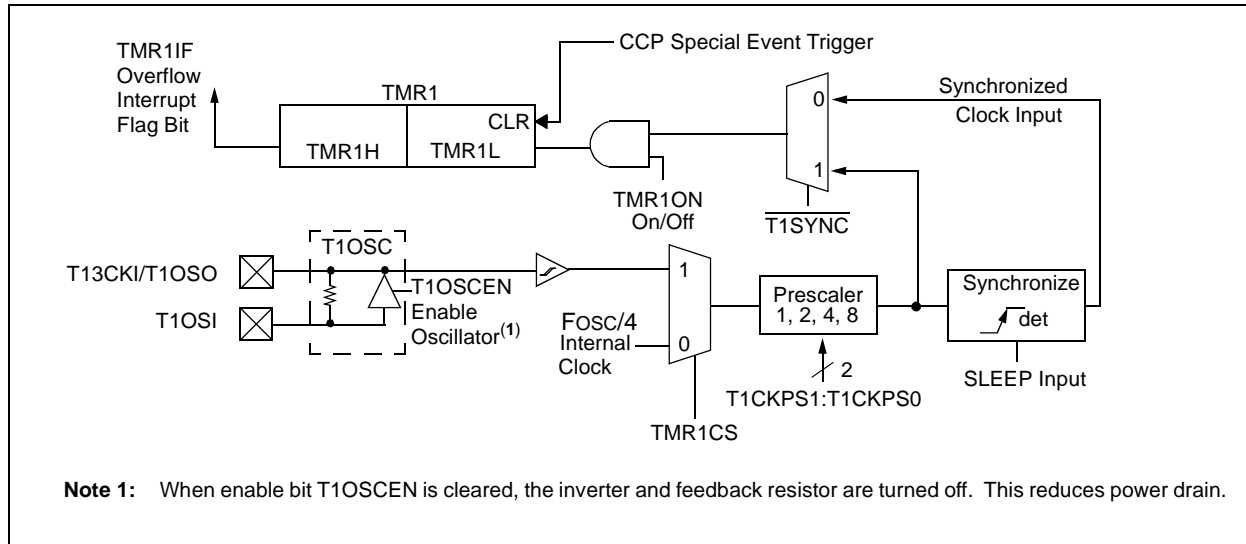 CCP Special Event Trigger
TMR1IF
Overflow
Interrupt
Flag Bit
TMR1
CLR
TMR1H
TMR1L
0
1
Synchronized
Clock Input
TMR1ON
On/Off
T1SYNC
T1OSC
T13CKI/T1OSO
T1OSI
T1OSCEN
Enable
Oscillator(1)
FOSC/4
Internal
Clock
1
0
TMR1CS
Prescaler
1, 2, 4, 8
2
T1CKPS1:T1CKPS0
Synchronize
det
SLEEP Input
Note 1: When enable bit T1OSCEN is cleared, the inverter and feedback resistor are turned off. This reduces power drain.